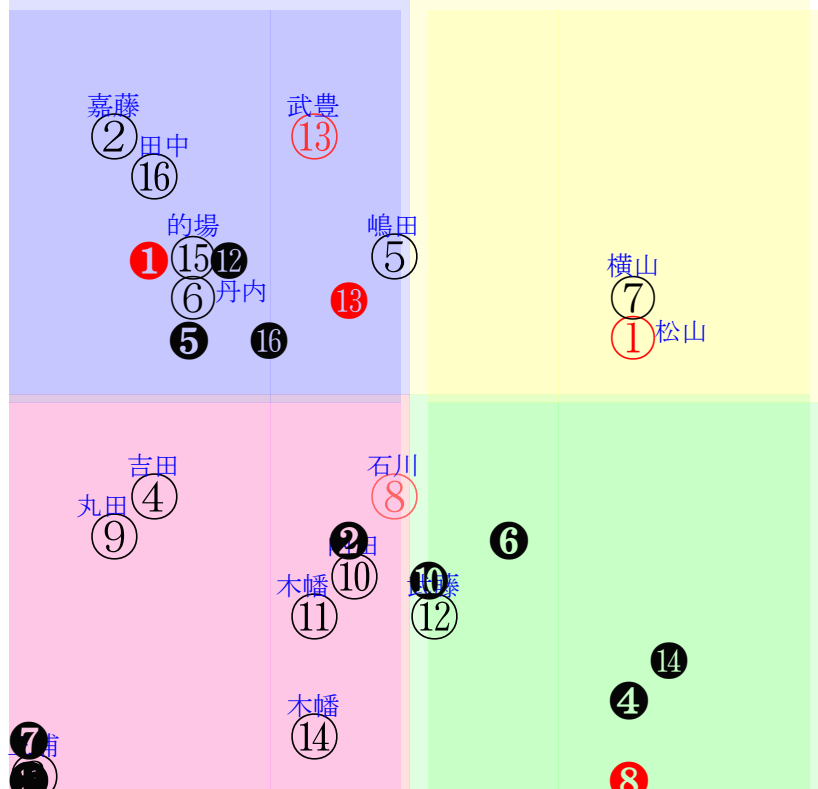 嘉藤 武豊
② 田中 ⑬
⑯
的場 嶋田
❶ ⑮ ⓬ ⑤ 横山
⑥ 丹内 ⓭ ⑦
❺ ⓰ ① 松山
吉田 石川
④ ⑧
丸田
⑨ ❷ ❻
木幡 ⑩ ❿
⑪ ⑫
⓮
木幡 ❹
❼ ⑭
❽